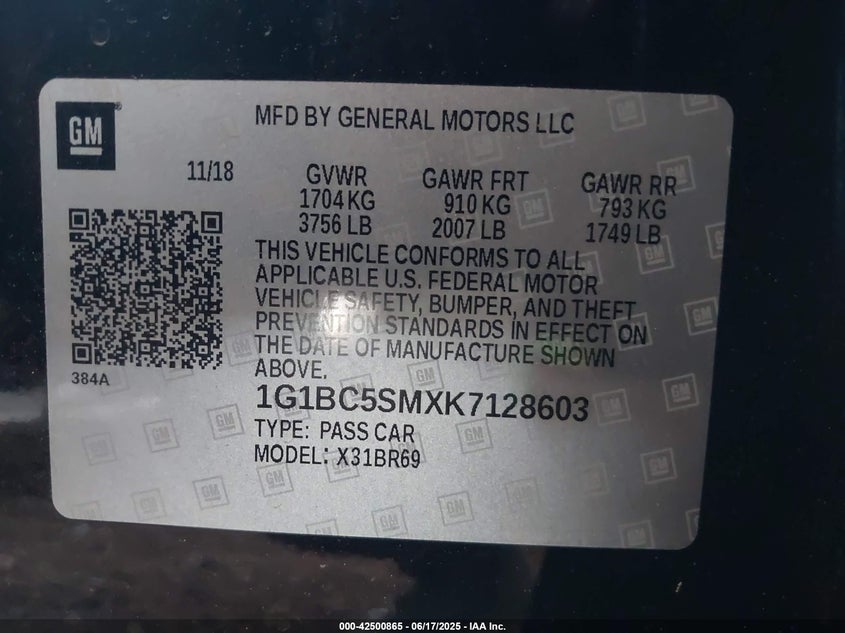 GM
MFD BY GENERAL MOTORS LLC
11/18
GVWR
1704 KG
3756 LB
GAWR FRT
910 KG
2007 LB
GAWR RR
793 KG
1749 LB
THIS VEHICLE CONFORMS TO ALL
APPLICABLE U.S. FEDERAL MOTOR
VEHICLE SAFETY, BUMPER, AND THEFT
PREVENTION STANDARDS IN EFFECT ON
THE DATE OF MANUFACTURE SHOWN
ABOVE.
384A
1G1BC5SMXK7128603
TYPE: PASS CAR
MODEL: X31BR69
000-42500865 - 06/17/2025 - IAA Inc.